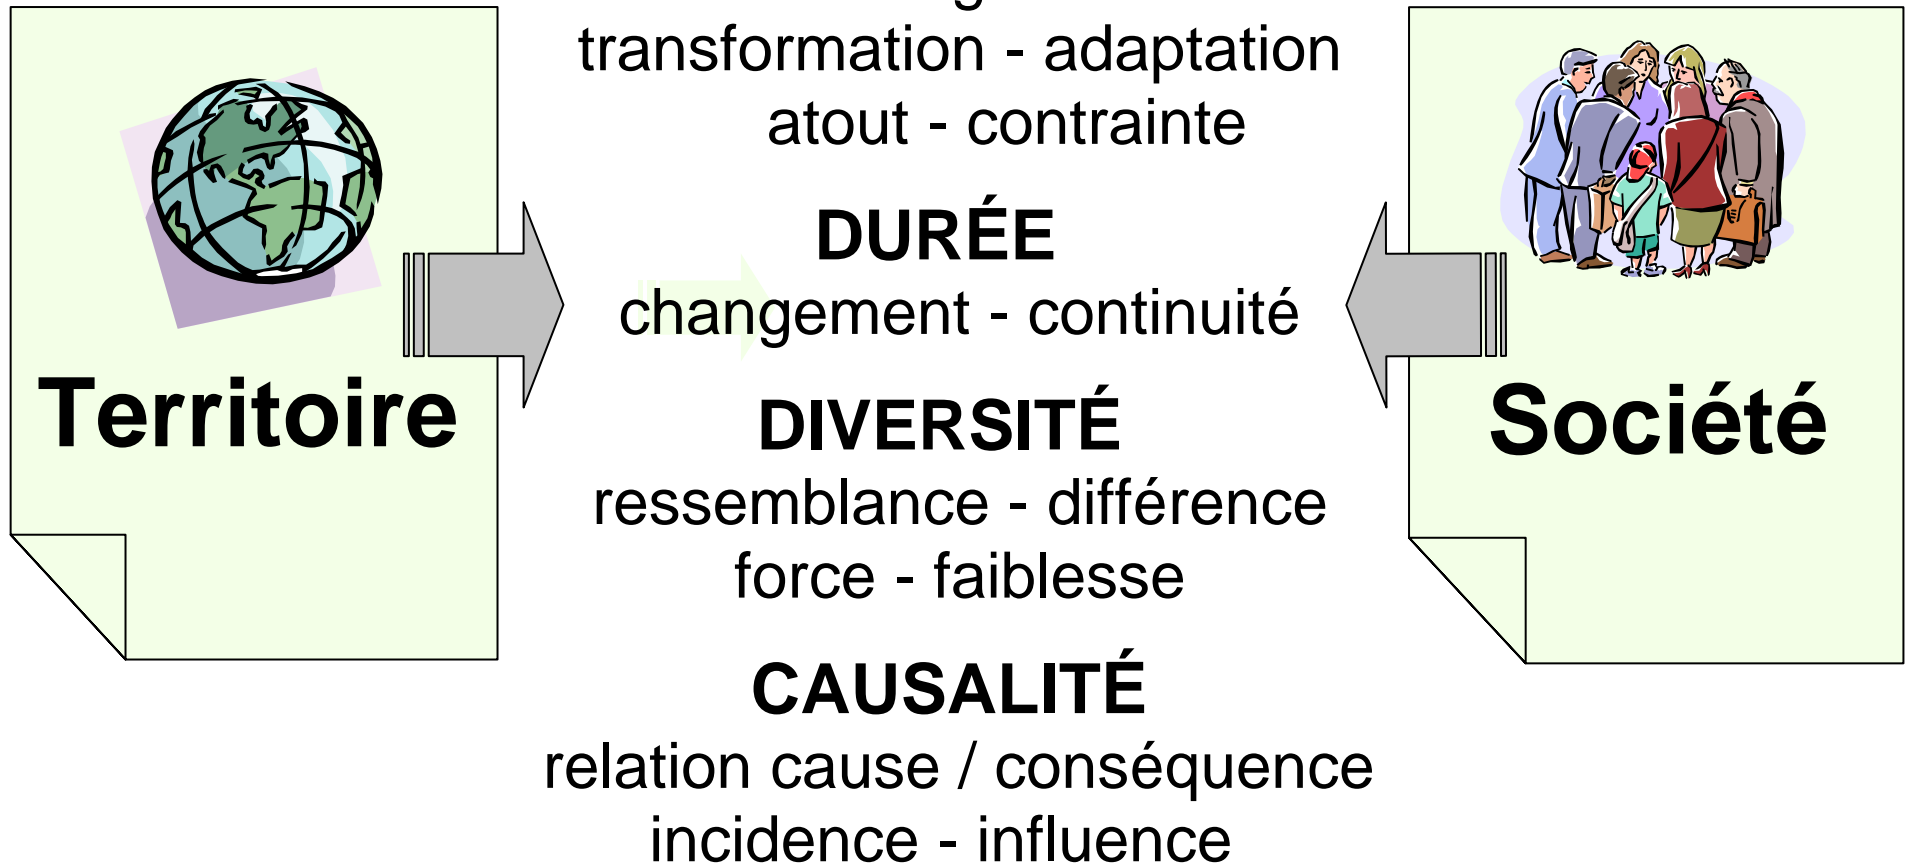 transformation - adaptation
atout - contrainte
DURÉE
changement - continuité
Territoire
Société
DIVERSITÉ
ressemblance - différence
force - faiblesse
CAUSALITÉ
relation cause / conséquence
incidence - influence